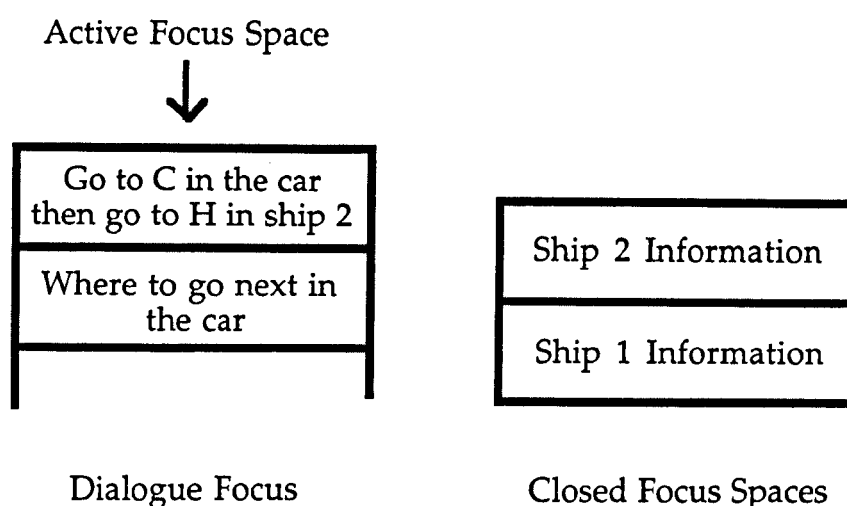 Active Focus Space
Go to C in the car
then go to H in ship 2
Where to go next in
the car
Ship 2 Information
Ship 1 Information
Dialogue Focus
Closed Focus Spaces